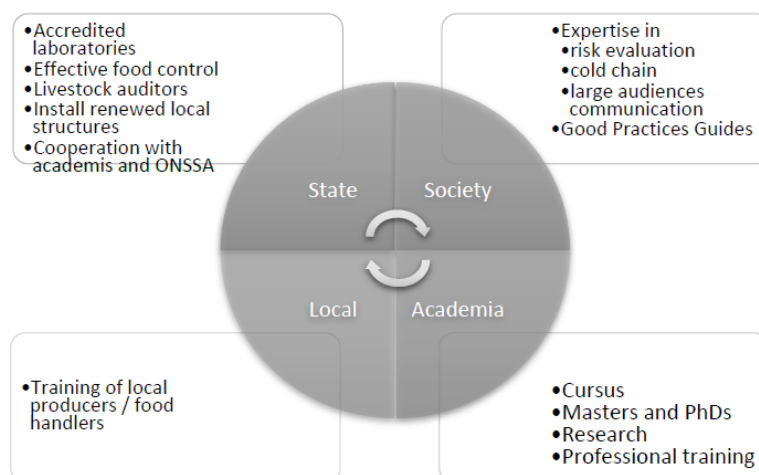 •Accredited
laboratories
•Effective food control
•Livestock auditors
•Install renewed local
structures
•Cooperation with
academis and ONSSA
•Expertise in
•risk evaluation
•cold chain
•large audiences
communication
•Good Practices Guides
State
Society
Local
Academia
•Training of local
producers / food
handlers
•Cursus
•Masters and PhDs
•Research
•Professional training